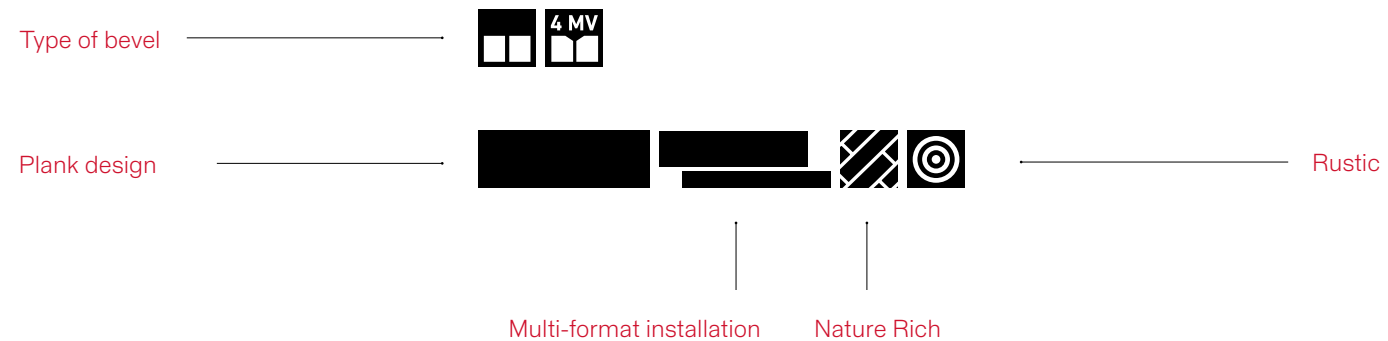 Type of bevel
4 MV
Plank design
Rustic
Multi-format installation
Nature Rich